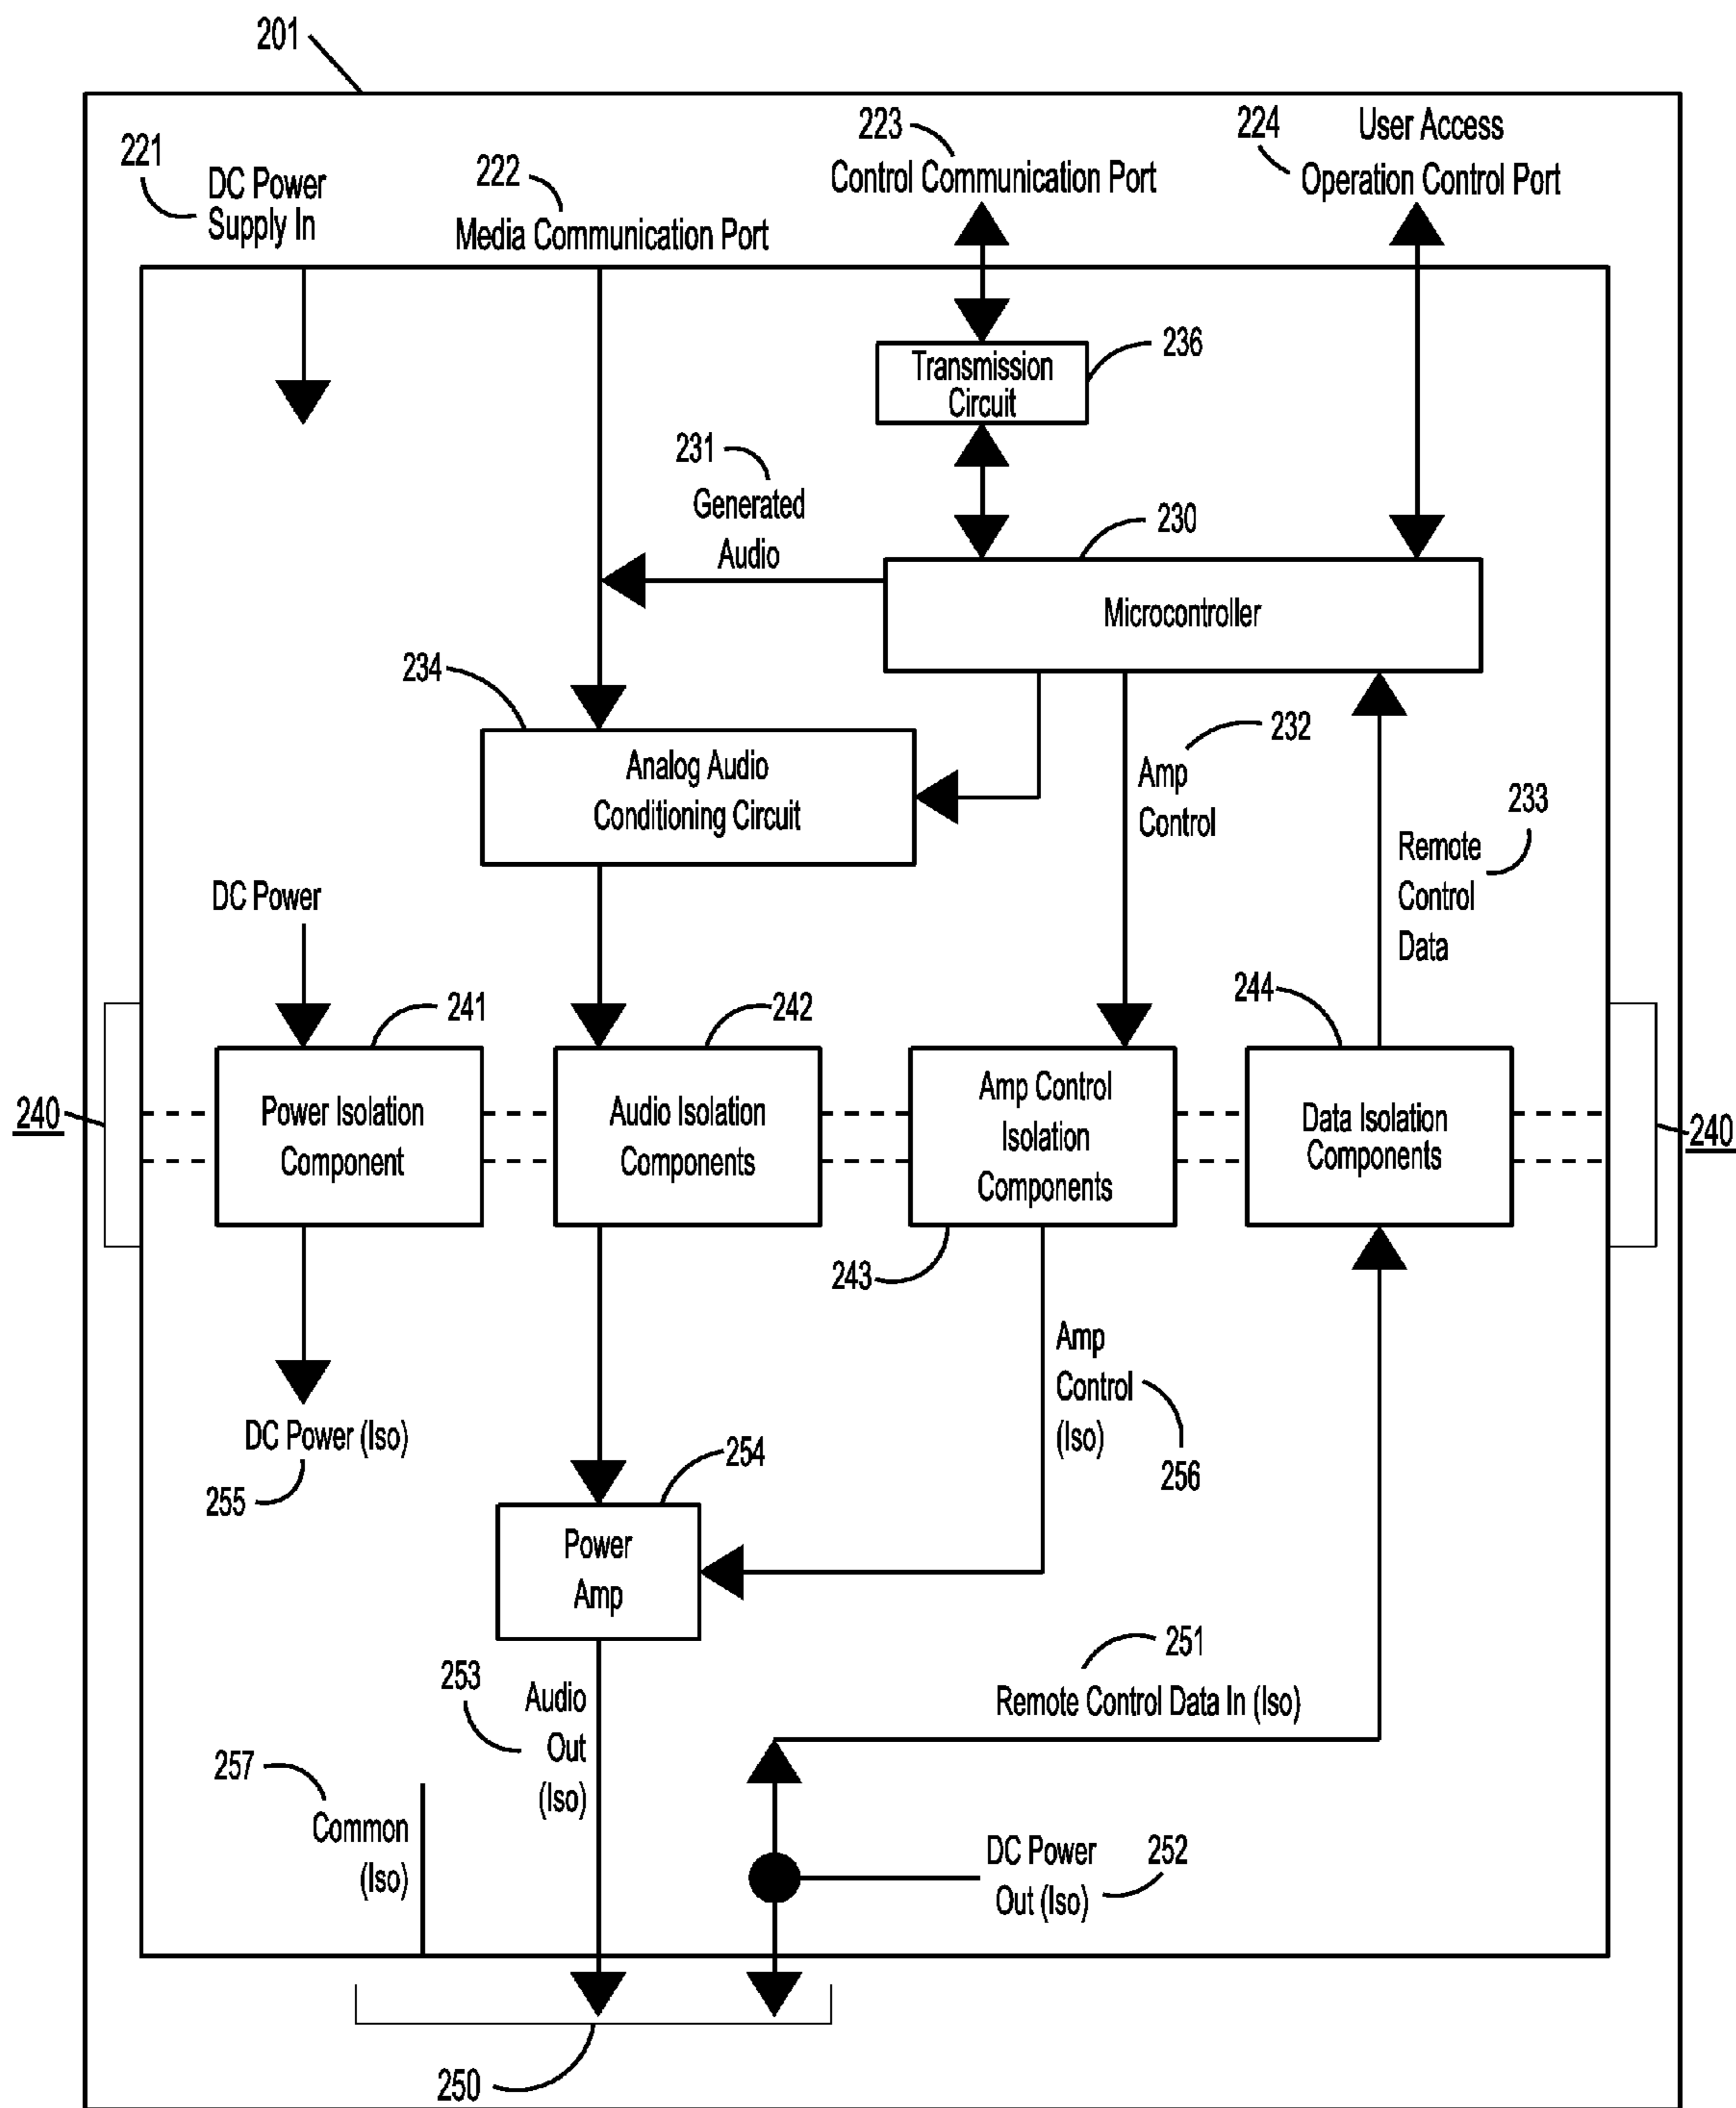 201
221
DC Power
Supply In
222
Media Communication Port
223
Control Communication Port
224
User Access
Operation Control Port
Transmission
Circuit
236
231
Generated
Audio
230
Microcontroller
234
Analog Audio
Conditioning Circuit
232
Amp
Control
233
Remote
Control
Data
DC Power
241
242
244
240
Power Isolation
Component
Audio Isolation
Components
Amp Control
Isolation
Components
Data Isolation
Components
240
243
DC Power (Iso)
255
Amp
Control
(Iso)
256
254
Power
Amp
253
Audio
Out
(Iso)
251
Remote Control Data In (Iso)
257
Common
(Iso)
DC Power
Out (Iso)
252
250